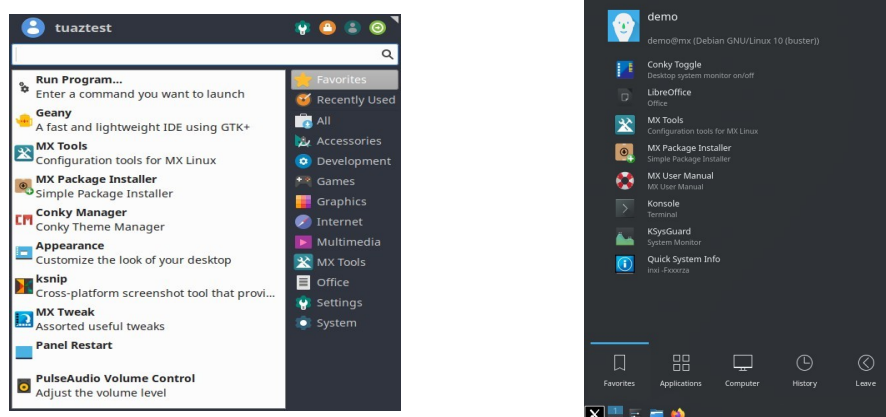 tuaztest
Run Program...
Enter a command you want to launch
Geany
A fast and lightweight IDE using GTK+
MX Tools
Configuration tools for MX Linux
MX Package Installer
Simple Package Installer
Conky Manager
Conky Theme Manager
Appearance
Customize the look of your desktop
ksnip
Cross-platform screenshot tool that provi...
MX Tweak
Assorted useful tweaks
Panel Restart
PulseAudio Volume Control
Adjust the volume level
Favorites
Recently Used
All
Accessories
Development
Games
Graphics
Internet
Multimedia
MX Tools
Office
Settings
System
demo
demo@mx (Debian GNU/Linux 10 (buster))
Conky Toggle
Desktop system monitor on/off
LibreOffice
Office
MX Tools
Configuration tools for MX Linux
MX Package Installer
Simple Package Installer
MX User Manual
MX User Manual
Konsole
Terminal
KSysGuard
System Monitor
Quick System Info
inxi -Fxxxrza
Favorites Applications Computer History Leave
1